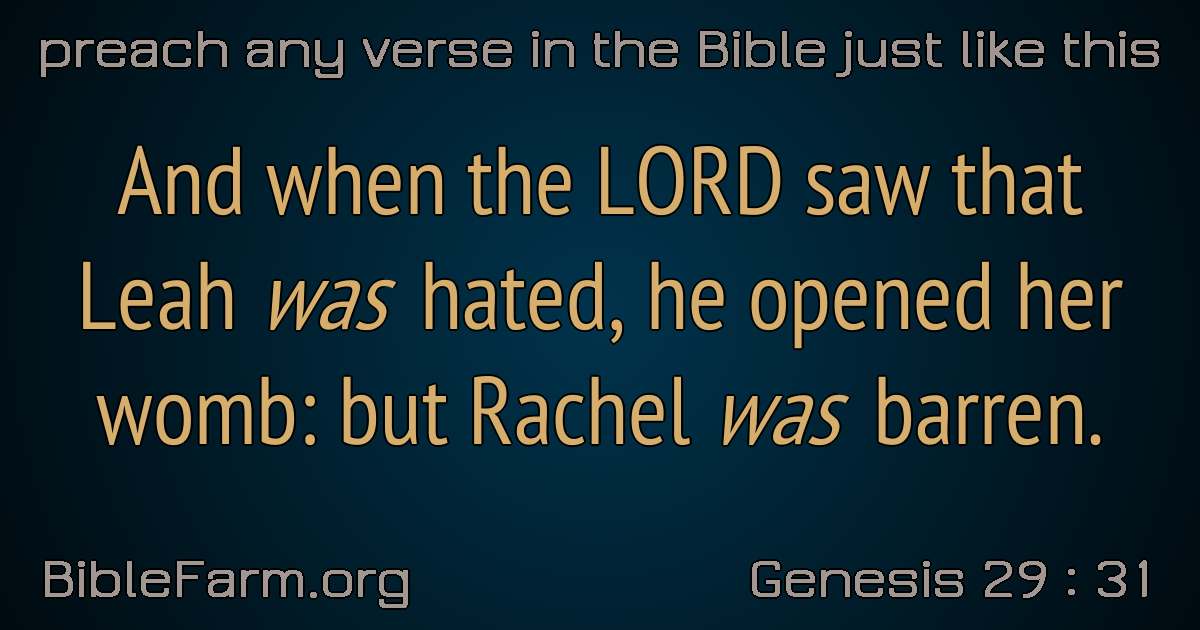 preach any verse in the Bible just like this
And when the LORD saw that
Leah was hated, he opened her
womb: but Rachel was barren.
BibleFarm.org
Genesis 29 : 31